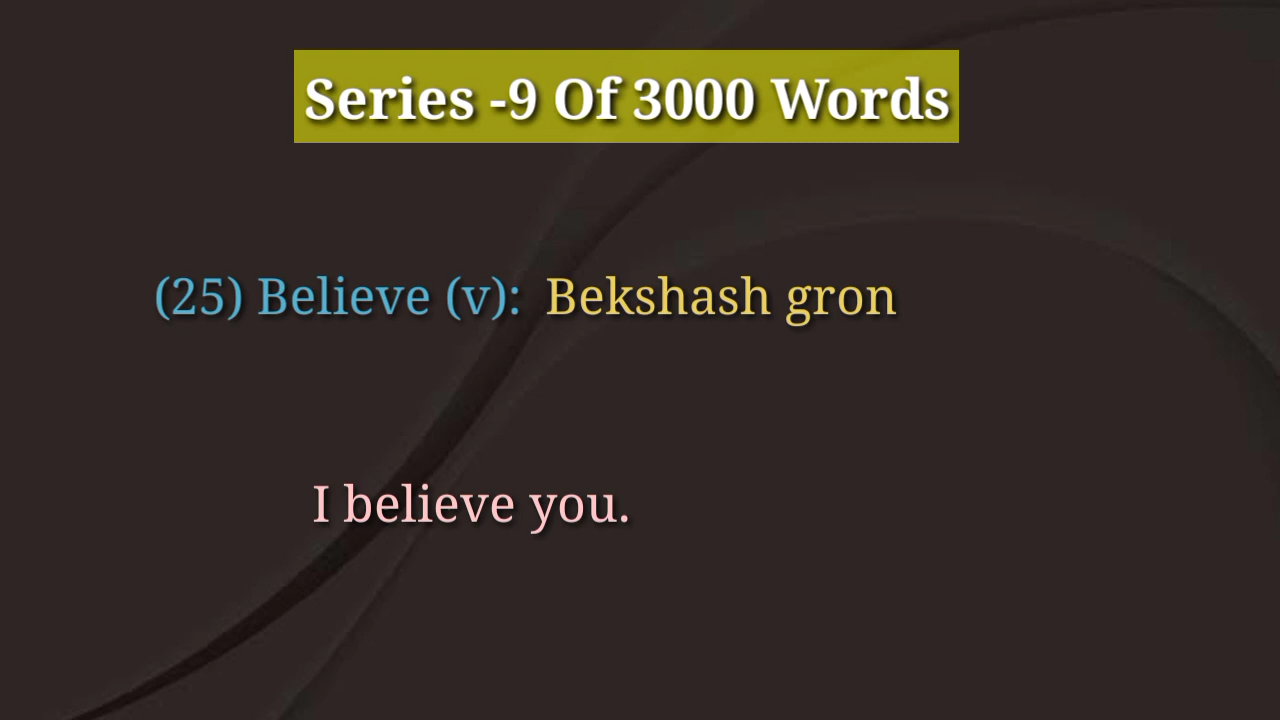 Series -9 Of 3000 Words
(25) Believe (v): Bekshash gron
I believe you.